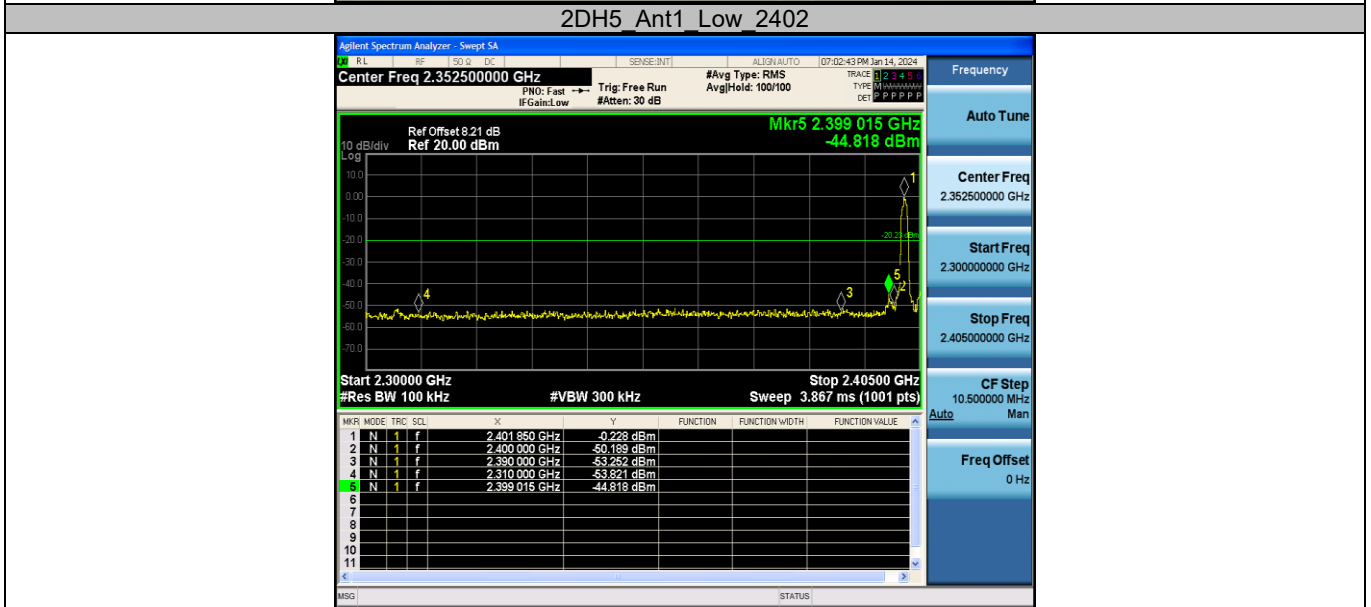 2DH5_Ant1_Low_2402
Agilent Spectrum Analyzer - Swept SA
RL RF 50 Ω DC SENSE:INT ALIGNAUTO 07:02:43 PM Jan 14, 2024
Center Freq 2.352500000 GHz
PNO: Fast
IFGain:Low
Trig: Free Run
#Atten: 30 dB
#Avg Type: RMS
Avg|Hold: 100/100
TRACE 1 2 3 4 5 6
TYPE M
DET P P P P P P
Frequency
Auto Tune
Center Freq
2.352500000 GHz
Start Freq
2.300000000 GHz
Stop Freq
2.405000000 GHz
CF Step
10.500000 MHz
Auto Man
Freq Offset
0 Hz
Mkr5 2.399 015 GHz
-44.818 dBm
Ref Offset 8.21 dB
10 dB/div Ref 20.00 dBm
Log
10.0
0.00
-10.0
-20.0
-30.0
-40.0
-50.0
-60.0
-70.0
-20.23 dBm
1
5
2
3
4
Start 2.30000 GHz Stop 2.40500 GHz
#Res BW 100 kHz #VBW 300 kHz Sweep 3.867 ms (1001 pts)
MKR MODE TRC SCL X Y FUNCTION FUNCTION WIDTH FUNCTION VALUE
1 N 1 f 2.401 850 GHz -0.228 dBm
2 N 1 f 2.400 000 GHz -50.189 dBm
3 N 1 f 2.390 000 GHz -53.252 dBm
4 N 1 f 2.310 000 GHz -53.821 dBm
5 N 1 f 2.399 015 GHz -44.818 dBm
6
7
8
9
10
11
MSG STATUS